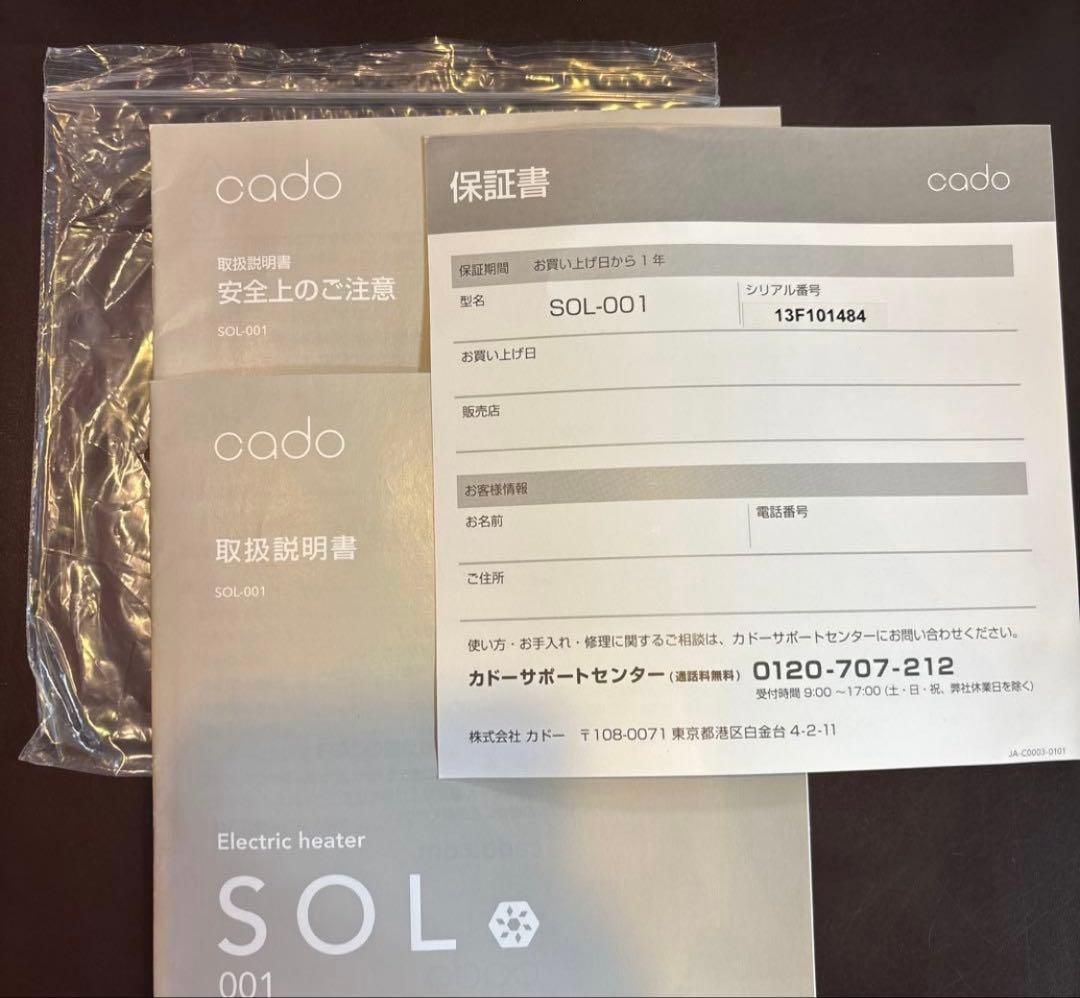 cado
取扱説明書
安全上のご注意
SOL-001
cado
取扱説明書
SOL-001
Electric heater
SOL
001
保証書 cado
保証期間 お買い上げ日から1年
型名 SOL-001 シリアル番号 13F101484
お買い上げ日
販売店
お客様情報
お名前 電話番号
ご住所
使い方・お手入れ・修理に関するご相談は、カドーサポートセンターにお問い合わせください。
カドーサポートセンター(通話料無料) 0120-707-212
受付時間 9:00 〜17:00 (土・日・祝、弊社休業日を除く)
株式会社 カドー 〒108-0071 東京都港区白金台 4-2-11
JA-C0003-0101